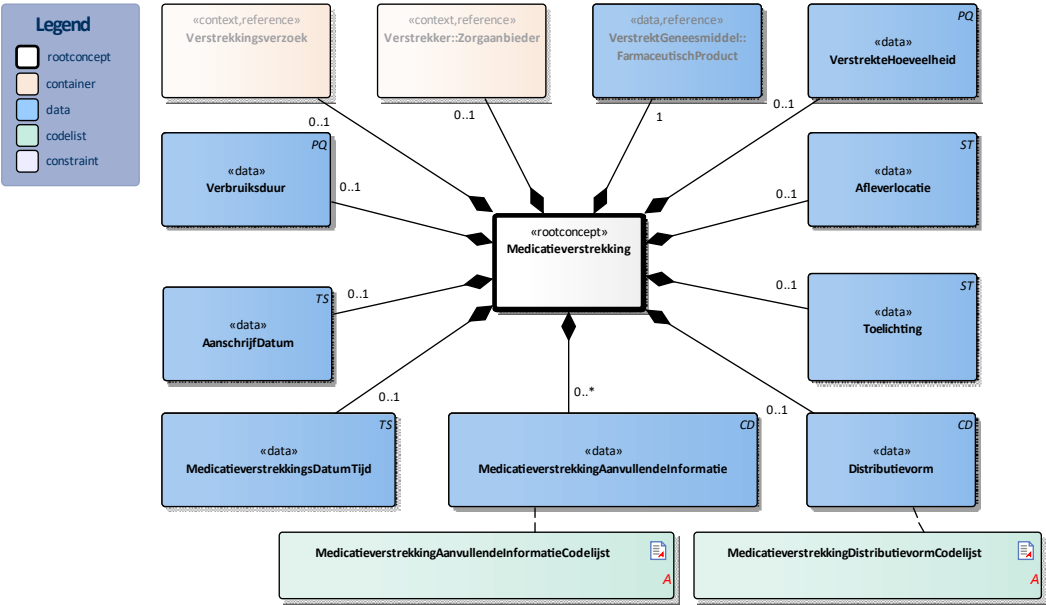 Legend
rootconcept
container
data
codelist
constraint
«context,reference»
Verstrekkingsverzoek
«context,reference»
Verstrekker::Zorgaanbieder
«data,reference»
VerstrektGeneesmiddel::
FarmaceutischProduct
PQ
«data»
VerstrekteHoeveelheid
0..1
0..1
1
0..1
PQ
«data»
Verbruiksduur
0..1
ST
«data»
Afleverlocatie
0..1
«rootconcept»
Medicatieverstrekking
TS
«data»
AanschrijfDatum
0..1
ST
«data»
Toelichting
0..1
TS
«data»
MedicatieverstrekkingsDatumTijd
0..1
CD
«data»
MedicatieverstrekkingAanvullendeInformatie
0..*
CD
«data»
Distributievorm
0..1
MedicatieverstrekkingAanvullendeInformatieCodelijst
A
MedicatieverstrekkingDistributievormCodelijst
A